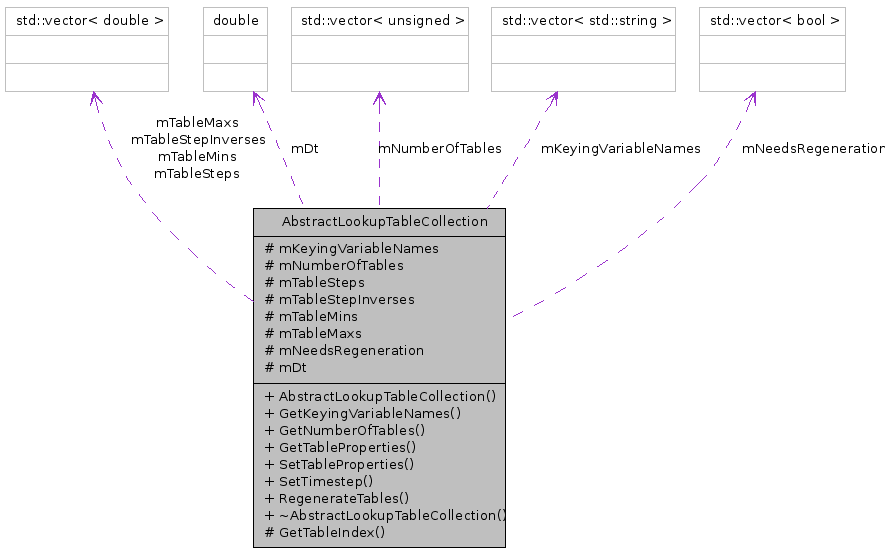 std::vector< double >
double
std::vector< unsigned >
std::vector< std::string >
std::vector< bool >
mTableMaxs
mTableStepInverses
mTableMins
mTableSteps
mDt
mNumberOfTables
mKeyingVariableNames
mNeedsRegeneration
AbstractLookupTableCollection
# mKeyingVariableNames
# mNumberOfTables
# mTableSteps
# mTableStepInverses
# mTableMins
# mTableMaxs
# mNeedsRegeneration
# mDt
+ AbstractLookupTableCollection()
+ GetKeyingVariableNames()
+ GetNumberOfTables()
+ GetTableProperties()
+ SetTableProperties()
+ SetTimestep()
+ RegenerateTables()
+ ~AbstractLookupTableCollection()
# GetTableIndex()